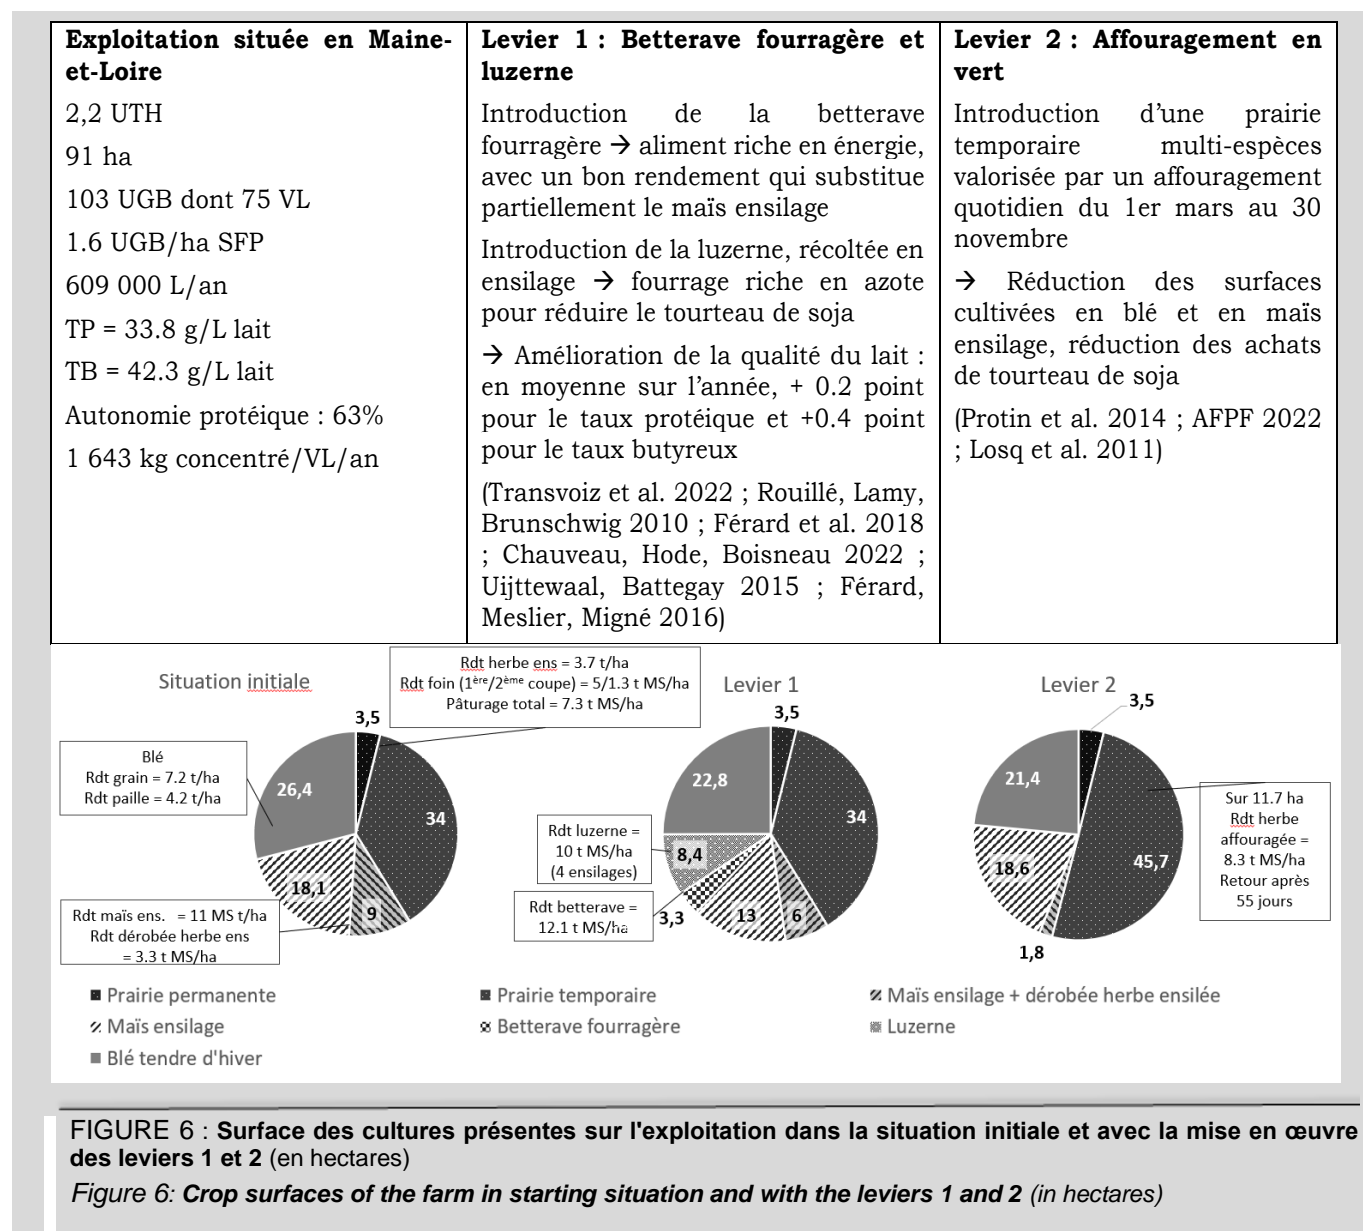 Exploitation située en Maine-
et-Loire
2,2 UTH
91 ha
103 UGB dont 75 VL
1.6 UGB/ha SFP
609 000 L/an
TP = 33.8 g/L lait
TB = 42.3 g/L lait
Autonomie protéique : 63%
1 643 kg concentré/VL/an
Levier 1 : Betterave fourragère et
luzerne
Introduction de la betterave
fourragère → aliment riche en énergie,
avec un bon rendement qui substitue
partiellement le maïs ensilage
Introduction de la luzerne, récoltée en
ensilage → fourrage riche en azote
pour réduire le tourteau de soja
→ Amélioration de la qualité du lait :
en moyenne sur l'année, + 0.2 point
pour le taux protéique et +0.4 point
pour le taux butyreux
(Transvoiz et al. 2022 ; Rouillé, Lamy,
Brunschwig 2010 ; Férard et al. 2018
; Chauveau, Hode, Boisneau 2022 ;
Uijttewaal, Battegay 2015 ; Férard,
Meslier, Migné 2016)
Levier 2 : Affouragement en
vert
Introduction d'une prairie
temporaire multi-espèces
valorisée par un affouragement
quotidien du 1er mars au 30
novembre
→ Réduction des surfaces
cultivées en blé et en maïs
ensilage, réduction des achats
de tourteau de soja
(Protin et al. 2014 ; AFPF 2022
; Losq et al. 2011)
Situation initiale
Rdt herbe ens = 3.7 t/ha
Rdt foin (1ère/2ème coupe) = 5/1.3 t MS/ha
Pâturage total = 7.3 t MS/ha
Blé
Rdt grain = 7.2 t/ha
Rdt paille = 4.2 t/ha
3,5
26,4
34
18,1
9
Rdt maïs ens. = 11 MS t/ha
Rdt dérobée herbe ens
= 3.3 t MS/ha
Levier 1
3,5
22,8
34
8,4
3,3
13
6
Rdt luzerne =
10 t MS/ha
(4 ensilages)
Rdt betterave =
12.1 t MS/ha
Levier 2
3,5
21,4
45,7
18,6
1,8
Sur 11.7 ha
Rdt herbe
affouragée =
8.3 t MS/ha
Retour après
55 jours
Prairie permanente
Prairie temporaire
Maïs ensilage + dérobée herbe ensilée
Maïs ensilage
Betterave fourragère
Luzerne
Blé tendre d'hiver
FIGURE 6 : Surface des cultures présentes sur l'exploitation dans la situation initiale et avec la mise en œuvre
des leviers 1 et 2 (en hectares)
Figure 6: Crop surfaces of the farm in starting situation and with the leviers 1 and 2 (in hectares)